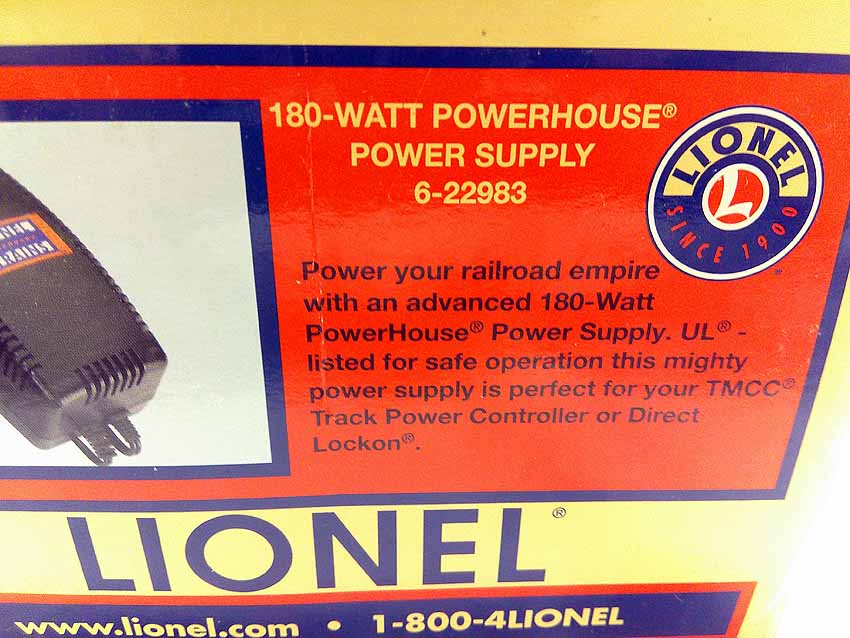 180-WATT POWERHOUSE®
POWER SUPPLY
6-22983
LIONEL
L
SINCE 1900
Power your railroad empire
with an advanced 180-Watt
PowerHouse® Power Supply. UL® -
listed for safe operation this mighty
power supply is perfect for your TMCC®
Track Power Controller or Direct
Lockon®.
LIONEL®
www.lionel.com • 1-800-4LIONEL